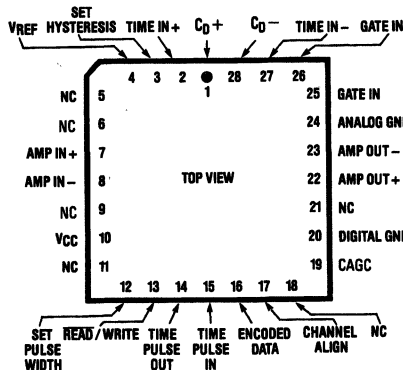 SET
VREF HYSTERESIS TIME IN+ CD+ CD− TIME IN− GATE IN
4 3 2 1 28 27 26
NC 5 25 GATE IN
NC 6 24 ANALOG GND
AMP IN+ 7 23 AMP OUT−
AMP IN− 8 TOP VIEW 22 AMP OUT+
NC 9 21 NC
VCC 10 20 DIGITAL GND
NC 11 19 CAGC
12 13 14 15 16 17 18
SET READ/WRITE TIME TIME ENCODED CHANNEL NC
PULSE PULSE PULSE DATA ALIGN
WIDTH OUT IN